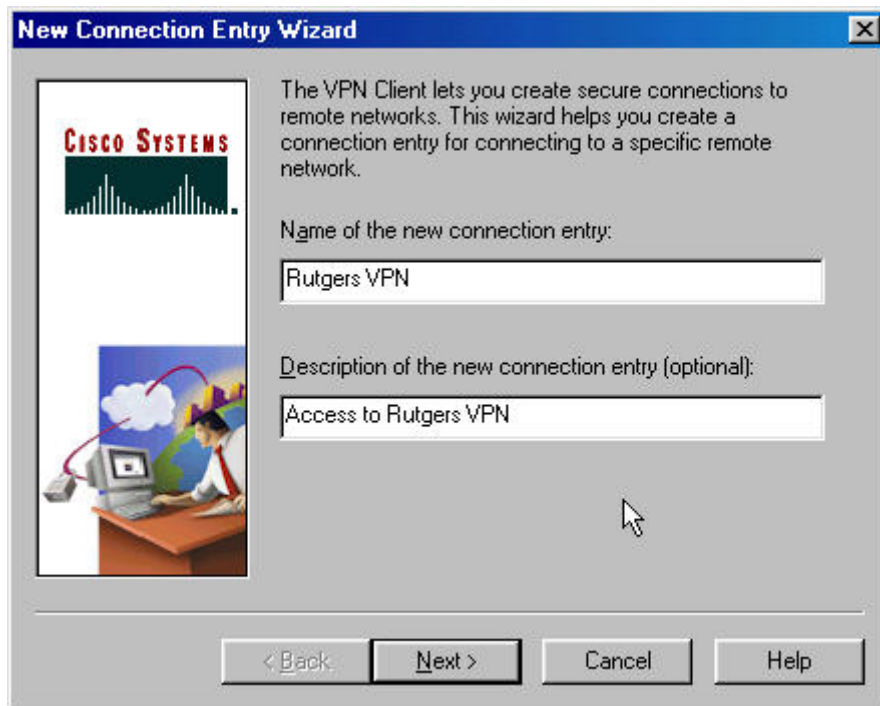 New Connection Entry Wizard
CISCO SYSTEMS
The VPN Client lets you create secure connections to
remote networks. This wizard helps you create a
connection entry for connecting to a specific remote
network.
Name of the new connection entry:
Rutgers VPN
Description of the new connection entry (optional):
Access to Rutgers VPN
< Back
Next >
Cancel
Help